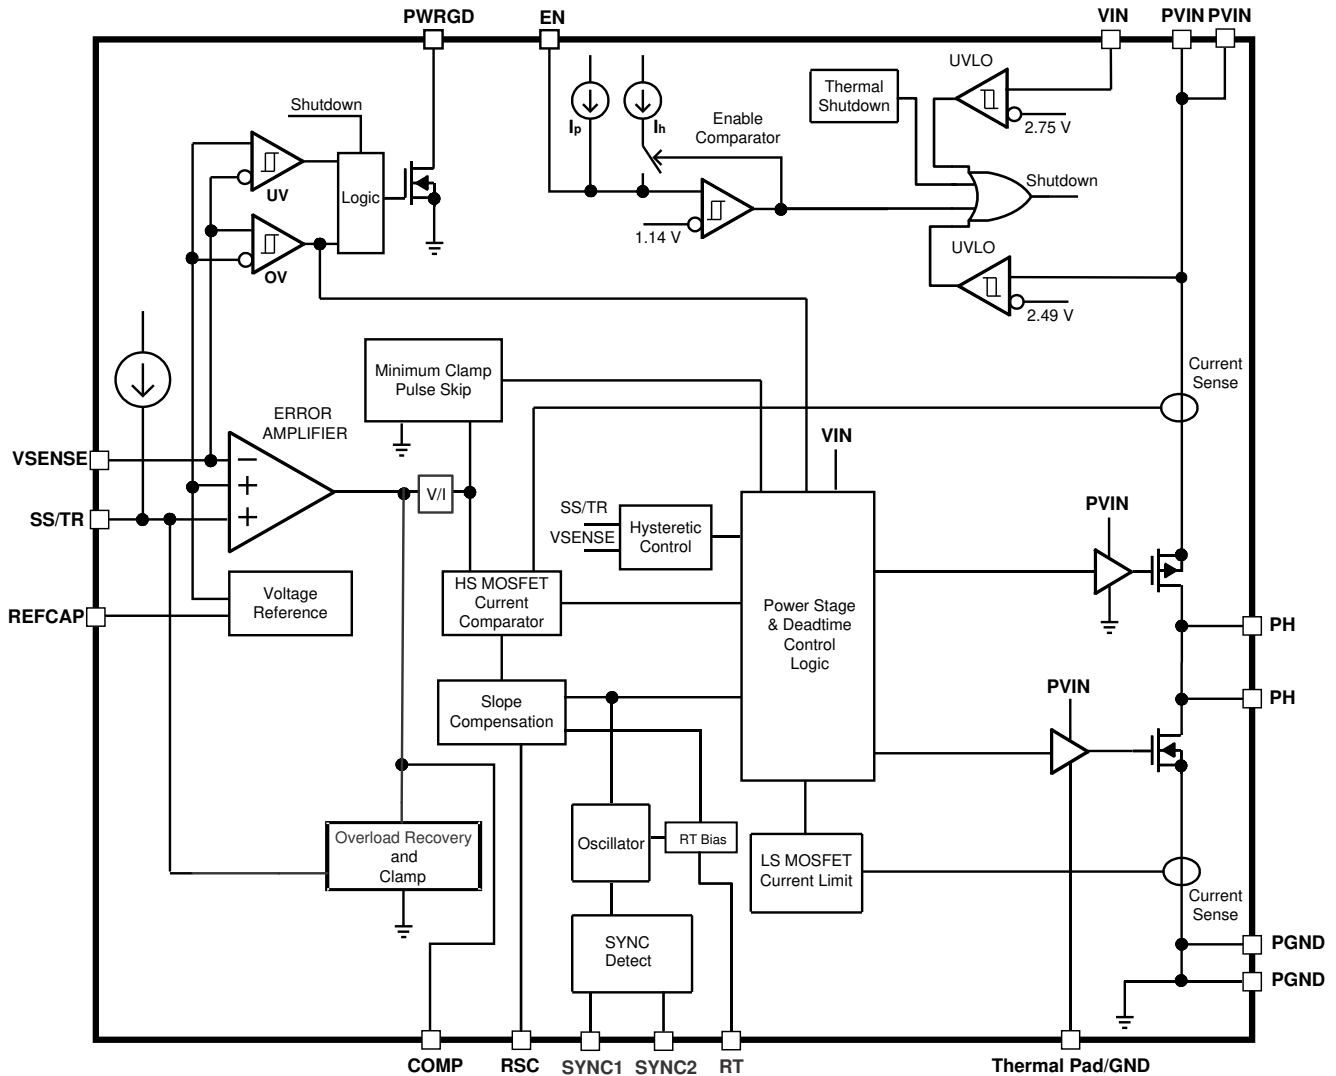 PWRGD
EN
VIN
PVIN
PVIN
Shutdown
UV
Logic
OV
Ip
Ih
Enable
Comparator
1.14 V
Thermal
Shutdown
UVLO
2.75 V
Shutdown
UVLO
2.49 V
Current
Sense
Minimum Clamp
Pulse Skip
ERROR
AMPLIFIER
VSENSE
−
+
+
SS/TR
V/I
VIN
SS/TR
VSENSE
Hysteretic
Control
PVIN
REFCAP
Voltage
Reference
HS MOSFET
Current
Comparator
Power Stage
& Deadtime
Control
Logic
PH
PH
PVIN
Slope
Compensation
Overload Recovery
and
Clamp
Oscillator
RT Bias
LS MOSFET
Current Limit
Current
Sense
SYNC
Detect
PGND
PGND
COMP
RSC
SYNC1
SYNC2
RT
Thermal Pad/GND